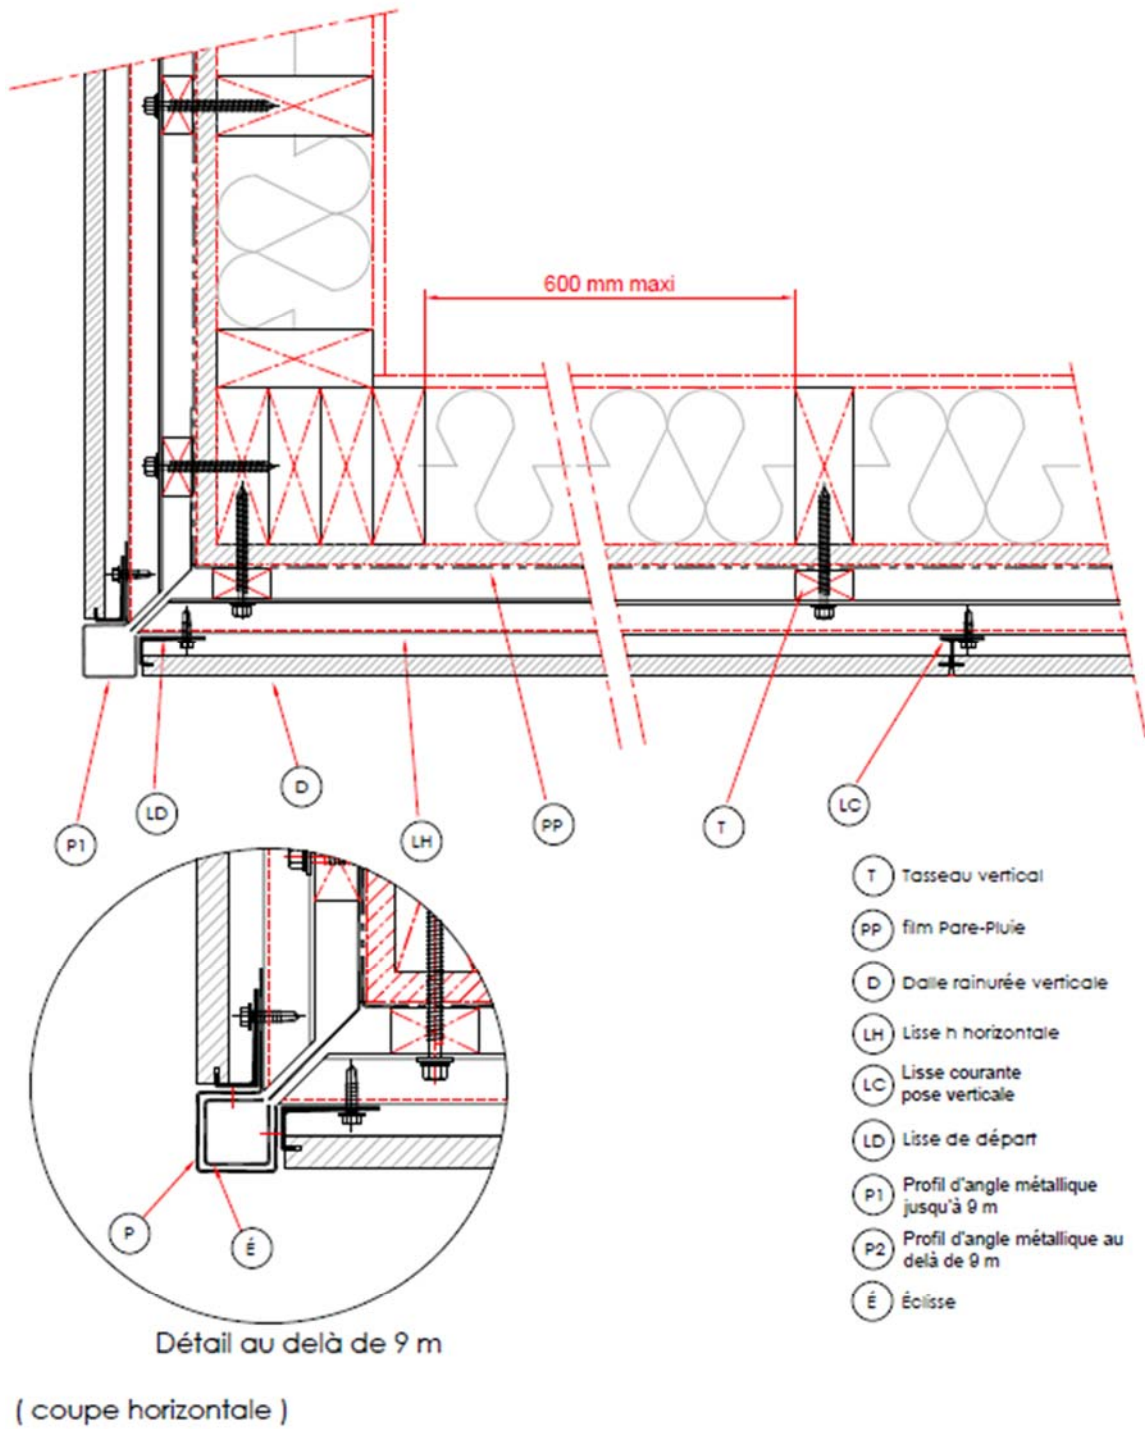 600 mm maxi
D
LD
LC
PP
T
P1
LH
T Tasseau vertical
PP film Pare-Pluie
D Dalle rainurée verticale
LH Lisse h horizontale
LC Lisse courante
pose verticale
LD Lisse de départ
P1 Profil d'angle métallique
jusqu'à 9 m
P2 Profil d'angle métallique au
delà de 9 m
É Éclisse
P
É
Détail au delà de 9 m
( coupe horizontale )